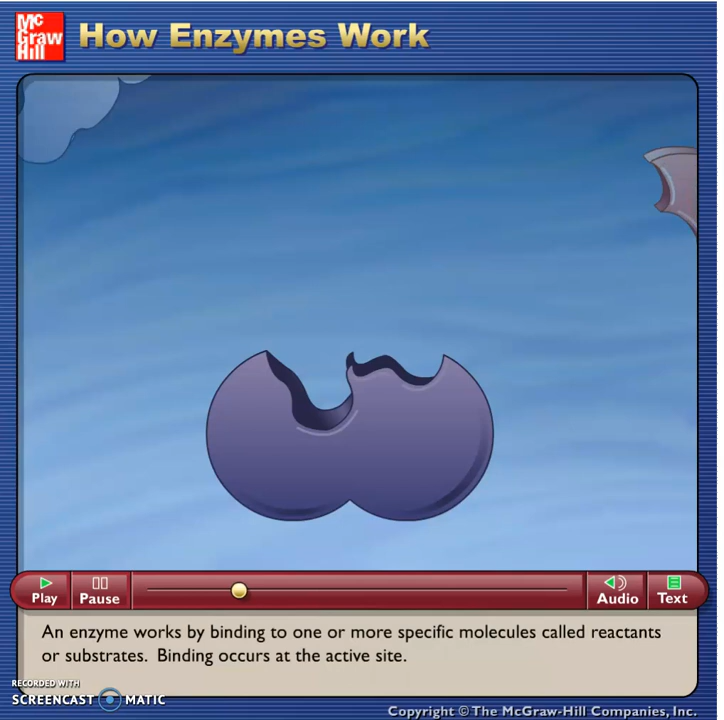 Mc
Graw
Hill
How Enzymes Work
Play
Pause
Audio
Text
An enzyme works by binding to one or more specific molecules called reactants
or substrates. Binding occurs at the active site.
RECORDED WITH
SCREENCAST MATIC
Copyright © The McGraw-Hill Companies, Inc.